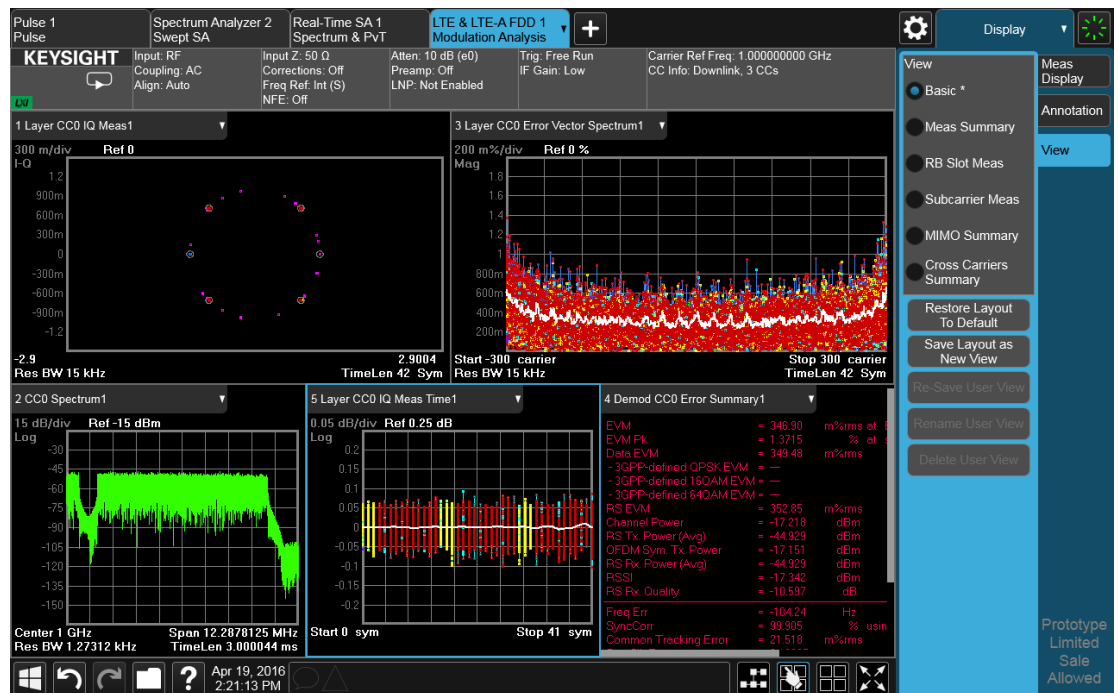 Pulse 1
Pulse
Spectrum Analyzer 2
Swept SA
Real-Time SA 1
Spectrum & PvT
LTE & LTE-A FDD 1
Modulation Analysis
Display
KEYSIGHT
LXI
Input: RF
Coupling: AC
Align: Auto
Input Z: 50 Ω
Corrections: Off
Freq Ref: Int (S)
NFE: Off
Atten: 10 dB (e0)
Preamp: Off
LNP: Not Enabled
Trig: Free Run
IF Gain: Low
Carrier Ref Freq: 1.000000000 GHz
CC Info: Downlink, 3 CCs
View
Basic *
Meas Summary
RB Slot Meas
Subcarrier Meas
MIMO Summary
Cross Carriers
Summary
Restore Layout
To Default
Save Layout as
New View
Re-Save User View
Rename User View
Delete User View
Meas
Display
Annotation
View
Prototype
Limited
Sale
Allowed
1 Layer CC0 IQ Meas1
300 m/div Ref 0
I-Q
1.2
900m
600m
300m
0
-300m
-600m
-900m
-1.2
-2.9 2.9004
Res BW 15 kHz TimeLen 42 Sym
3 Layer CC0 Error Vector Spectrum1
200 m%/div Ref 0 %
Mag
1.8
1.6
1.4
1.2
1
800m
600m
400m
200m
Start -300 carrier Stop 300 carrier
Res BW 15 kHz TimeLen 42 Sym
2 CC0 Spectrum1
15 dB/div Ref -15 dBm
Log
-30
-45
-60
-75
-90
-105
-120
-135
-150
Center 1 GHz Span 12.2878125 MHz
Res BW 1.27312 kHz TimeLen 3.000044 ms
5 Layer CC0 IQ Meas Time1
0.05 dB/div Ref 0.25 dB
Log
0.2
0.15
0.1
0.05
0
-0.05
-0.1
-0.15
-0.2
Start 0 sym Stop 41 sym
4 Demod CC0 Error Summary1
EVM = 346.90 m%rms at
EVM Pk = 1.3715 % at
Data EVM = 349.48 m%rms
- 3GPP-defined QPSK EVM = —
- 3GPP-defined 16QAM EVM = —
- 3GPP-defined 64QAM EVM = —
RS EVM = 352.85 m%rms
Channel Power = -17.218 dBm
RS Tx. Power (Avg) = -44.929 dBm
OFDM Sym. Tx. Power = -17.151 dBm
RS Rx. Power (Avg) = -44.929 dBm
RSSI = -17.342 dBm
RS Rx. Quality = -10.597 dB
Freq Err = -104.24 Hz
SyncCorr = 99.905 % usin
Common Tracking Error = 21.518 m%rms
?
Apr 19, 2016
2:21:13 PM